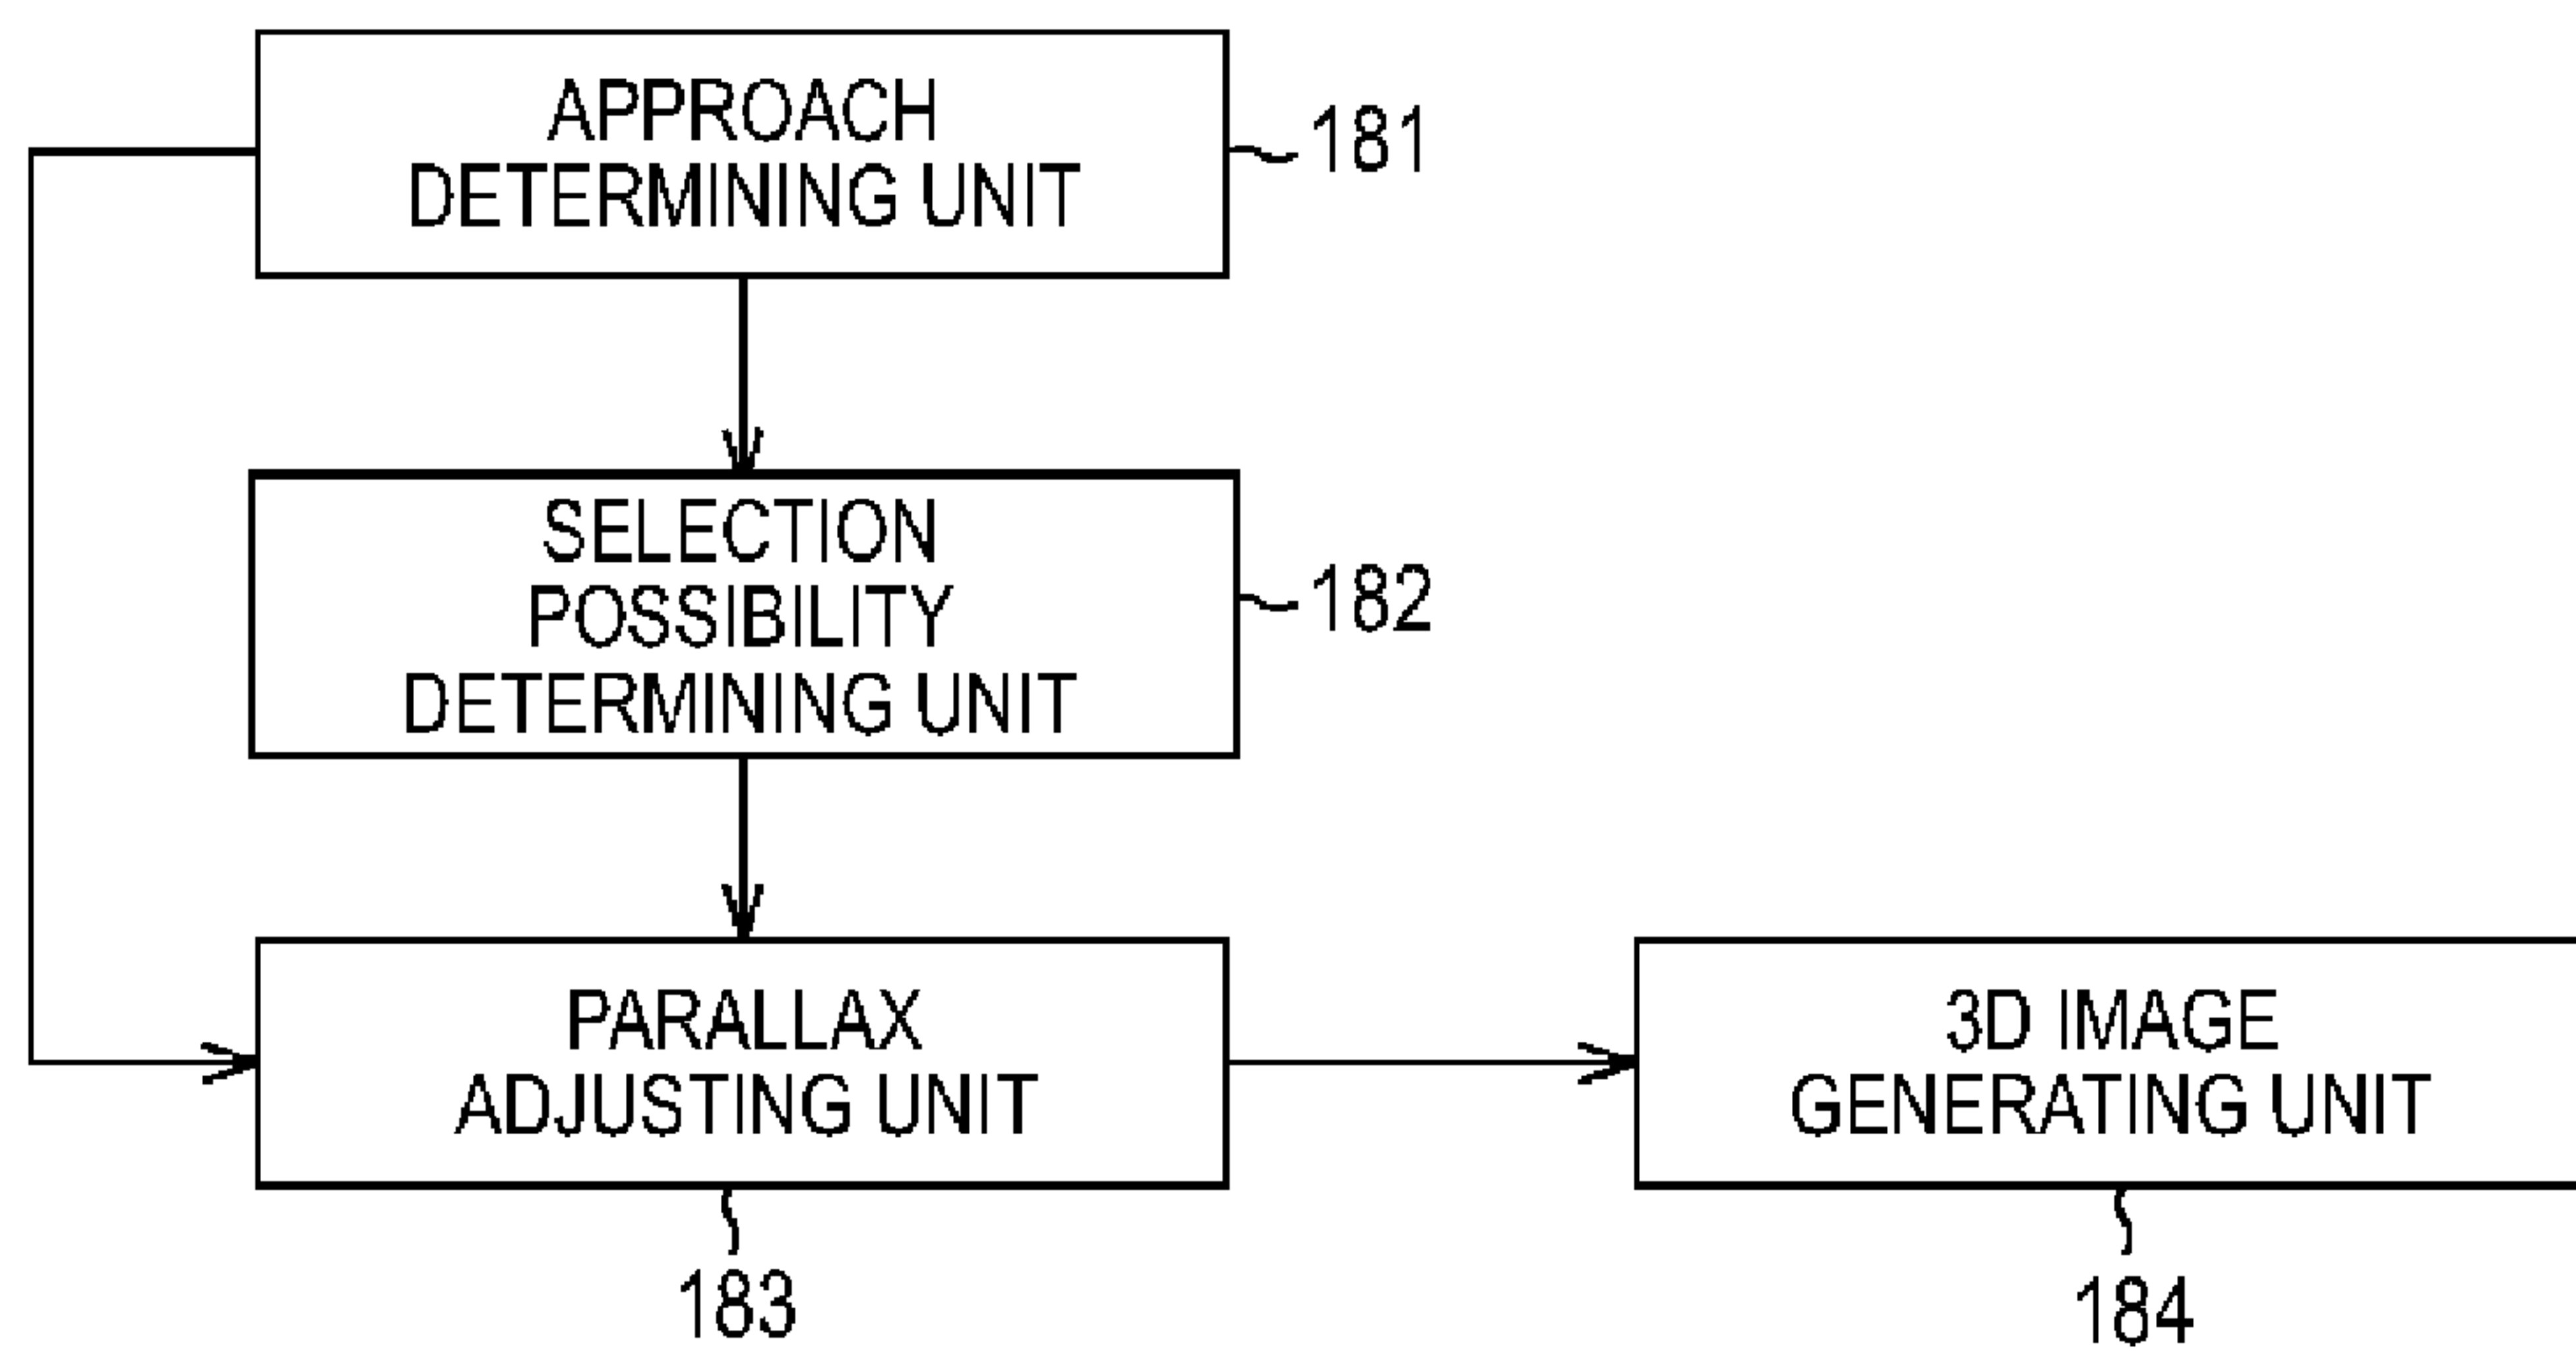 APPROACH
DETERMINING UNIT
181
SELECTION
POSSIBILITY
DETERMINING UNIT
182
PARALLAX
ADJUSTING UNIT
183
3D IMAGE
GENERATING UNIT
184